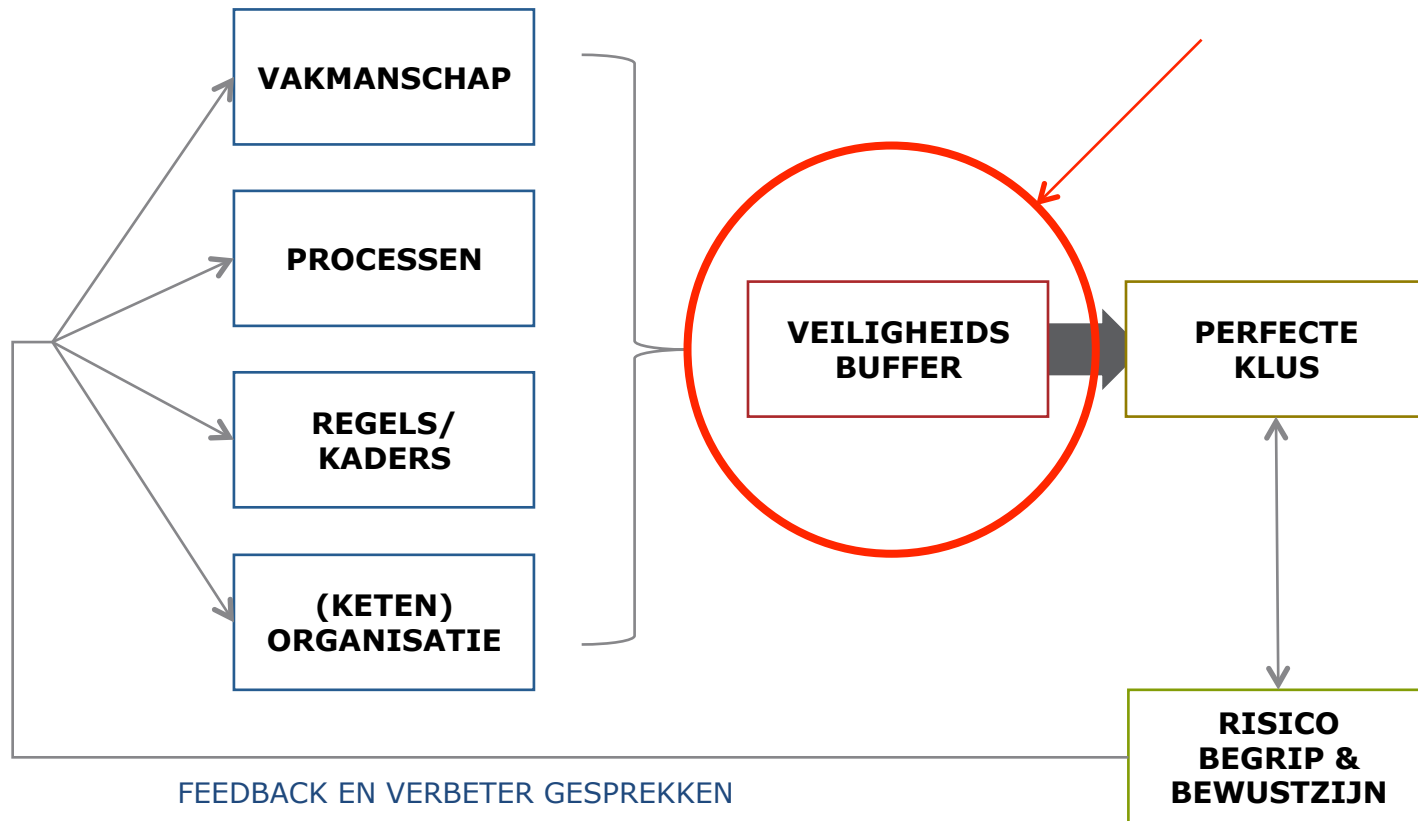 VAKMANSCHAP
PROCESSEN
REGELS/
KADERS
(KETEN)
ORGANISATIE
VEILIGHEIDS
BUFFER
PERFECTE
KLUS
RISICO
BEGRIP &
BEWUSTZIJN
FEEDBACK EN VERBETER GESPREKKEN